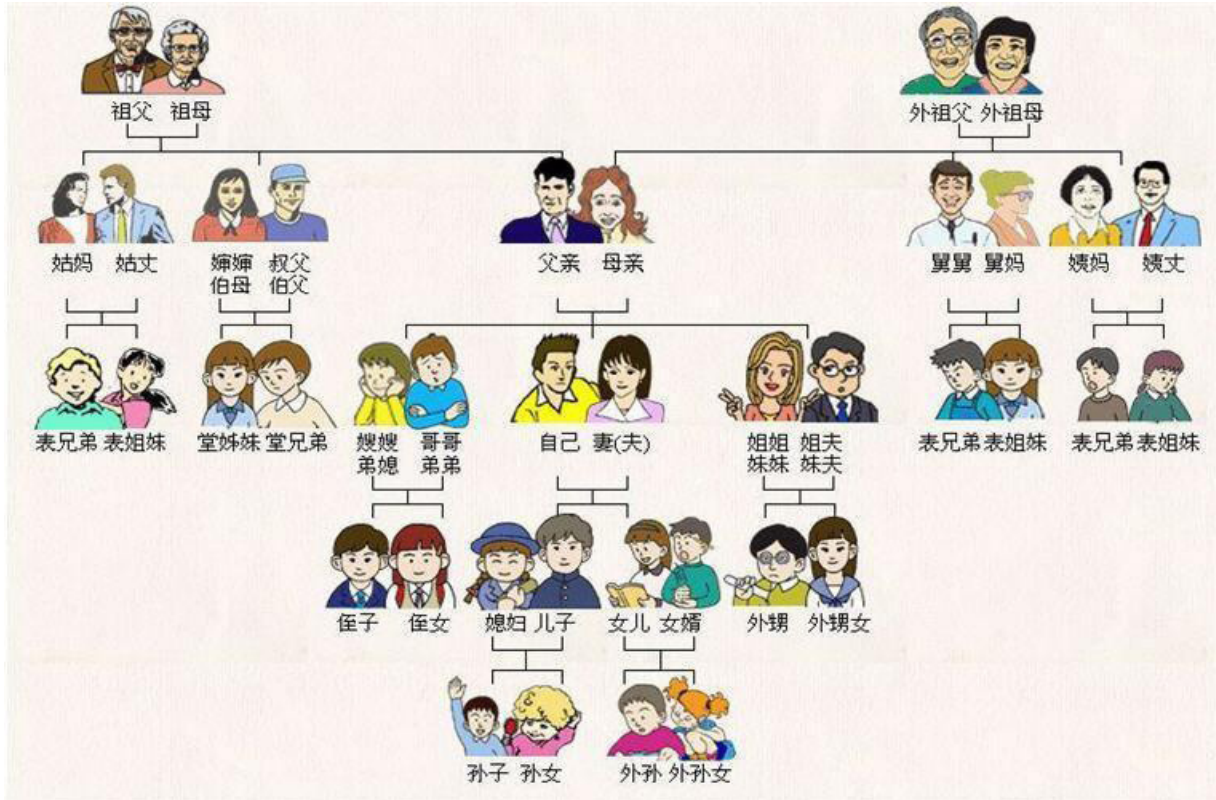 祖父 祖母
外祖父 外祖母
姑妈 姑丈
婶婶 叔父
伯母 伯父
父亲 母亲
舅舅 舅妈
姨妈 姨丈
表兄弟 表姐妹
堂姊妹 堂兄弟
嫂嫂 哥哥
弟媳 弟弟
自己 妻(夫)
姐姐 姐夫
妹妹 妹夫
表兄弟 表姐妹
表兄弟 表姐妹
侄子 侄女
媳妇 儿子
女儿 女婿
外甥 外甥女
孙子 孙女
外孙 外孙女